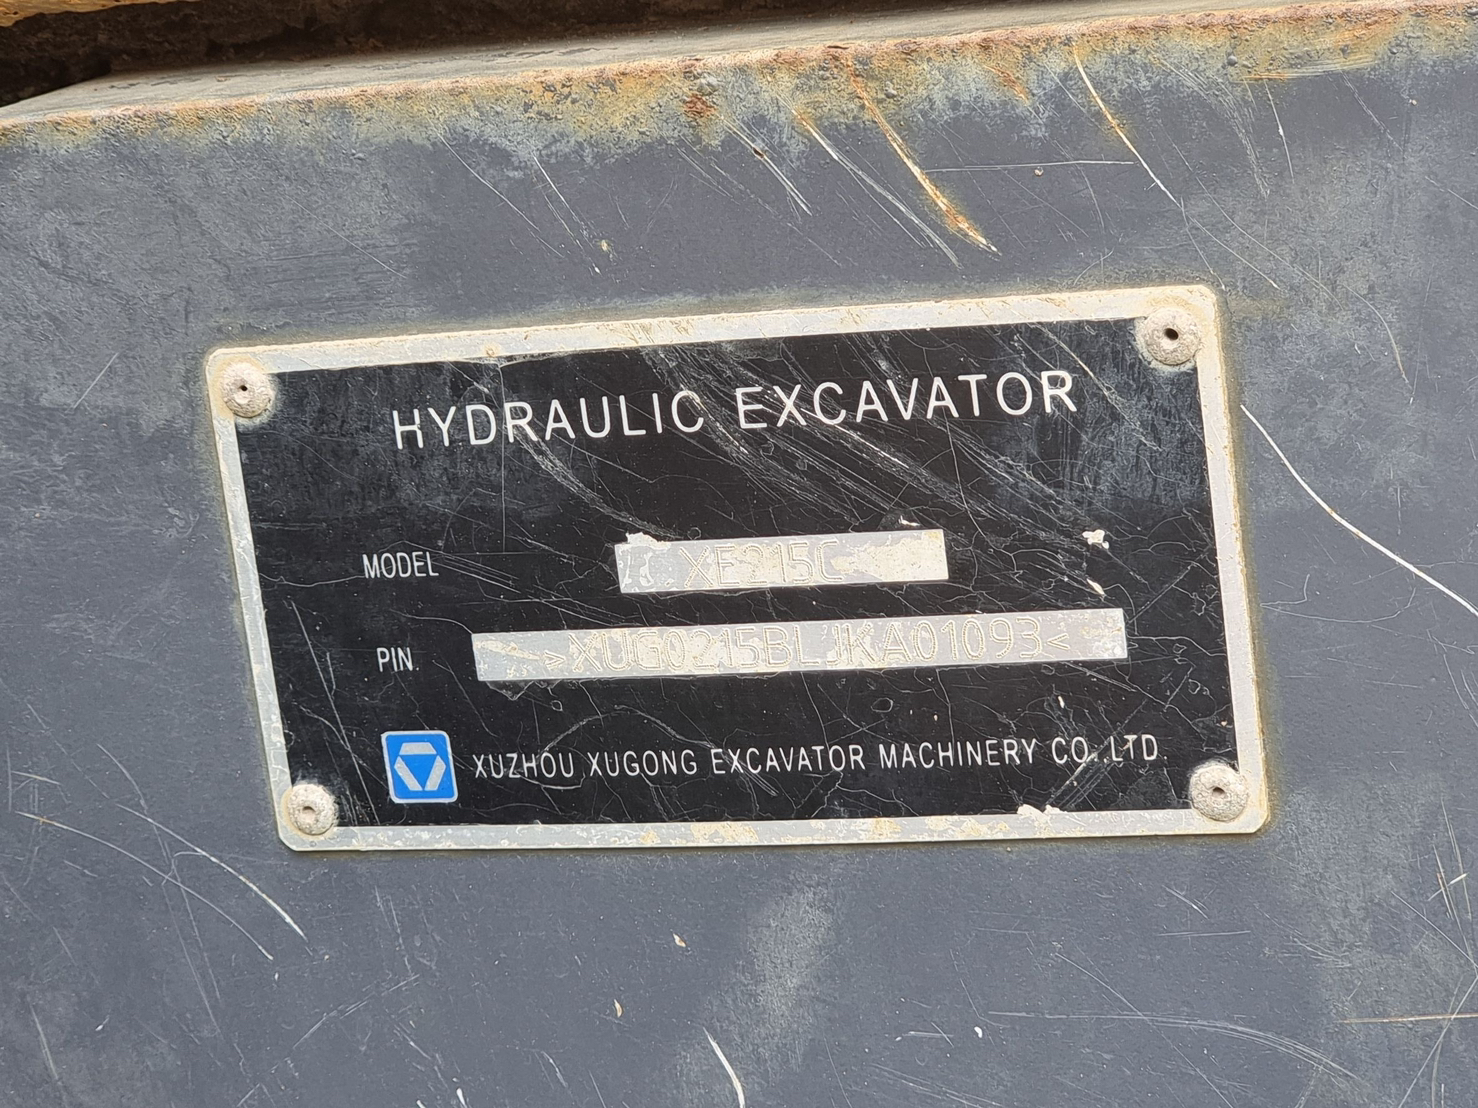 HYDRAULIC EXCAVATOR
MODEL XE215C
PIN. >XUG0215BLJKA01093<
XUZHOU XUGONG EXCAVATOR MACHINERY CO.,LTD.